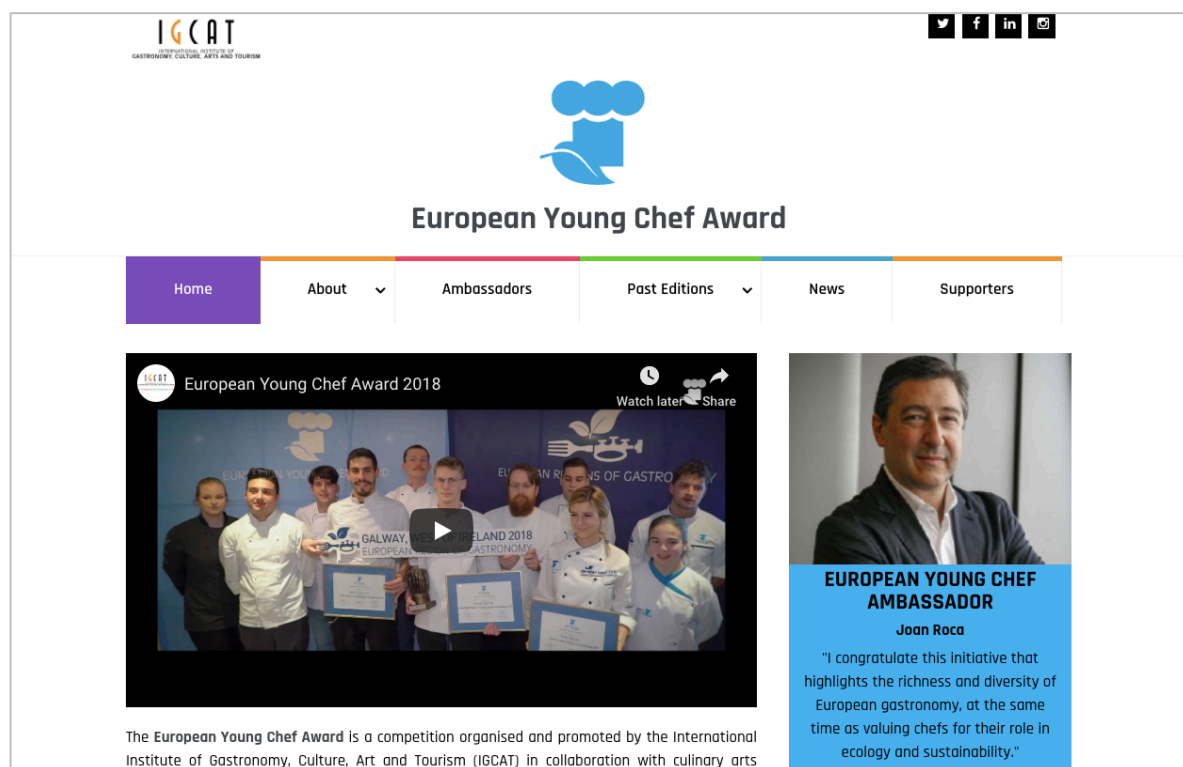 IGCAT
INTERNATIONAL INSTITUTE OF
GASTRONOMY, CULTURE, ARTS AND TOURISM
European Young Chef Award
Home
About
Ambassadors
Past Editions
News
Supporters
European Young Chef Award 2018
Watch later
Share
GALWAY, WEST OF IRELAND 2018
EUROPEAN REGION OF GASTRONOMY
EUROPEAN YOUNG CHEF
AMBASSADOR
Joan Roca
"I congratulate this initiative that
highlights the richness and diversity of
European gastronomy, at the same
time as valuing chefs for their role in
ecology and sustainability."
The European Young Chef Award is a competition organised and promoted by the International
Institute of Gastronomy, Culture, Art and Tourism (IGCAT) in collaboration with culinary arts